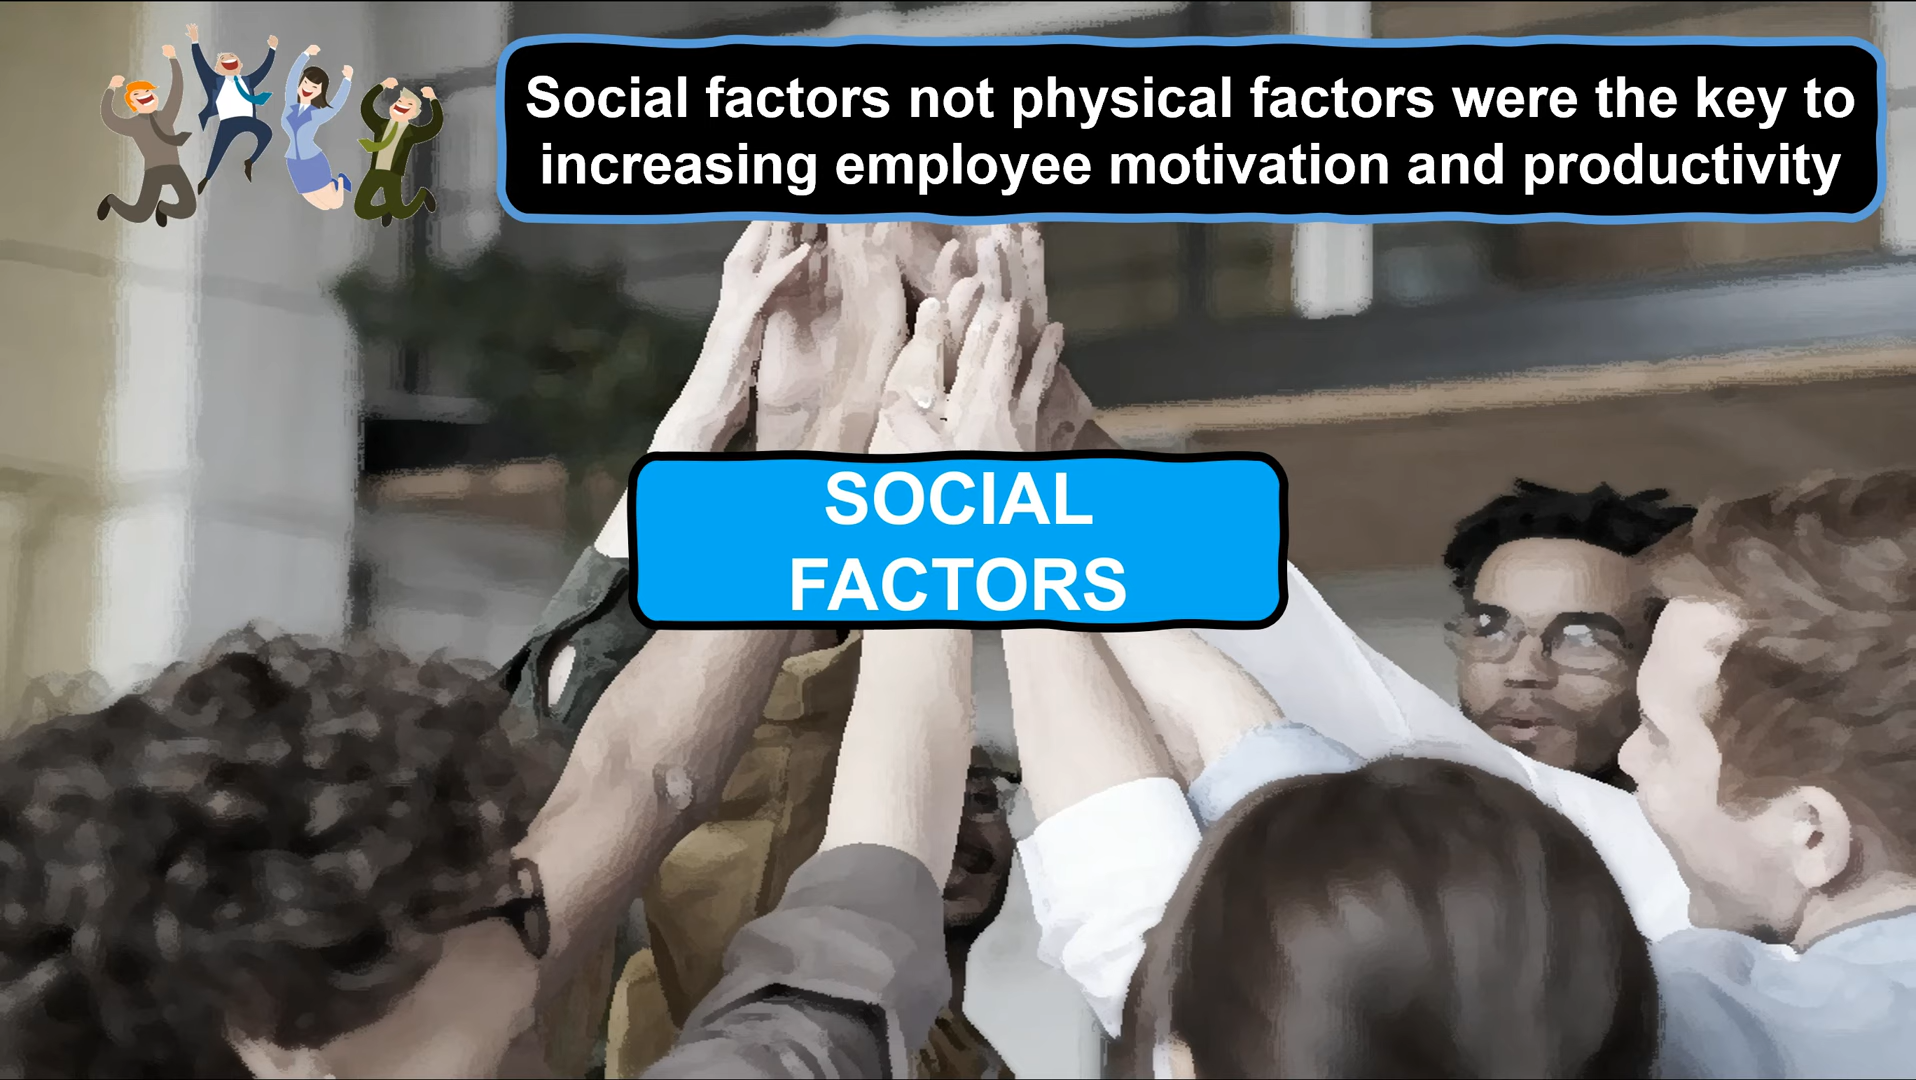 Social factors not physical factors were the key to
increasing employee motivation and productivity
SOCIAL
FACTORS